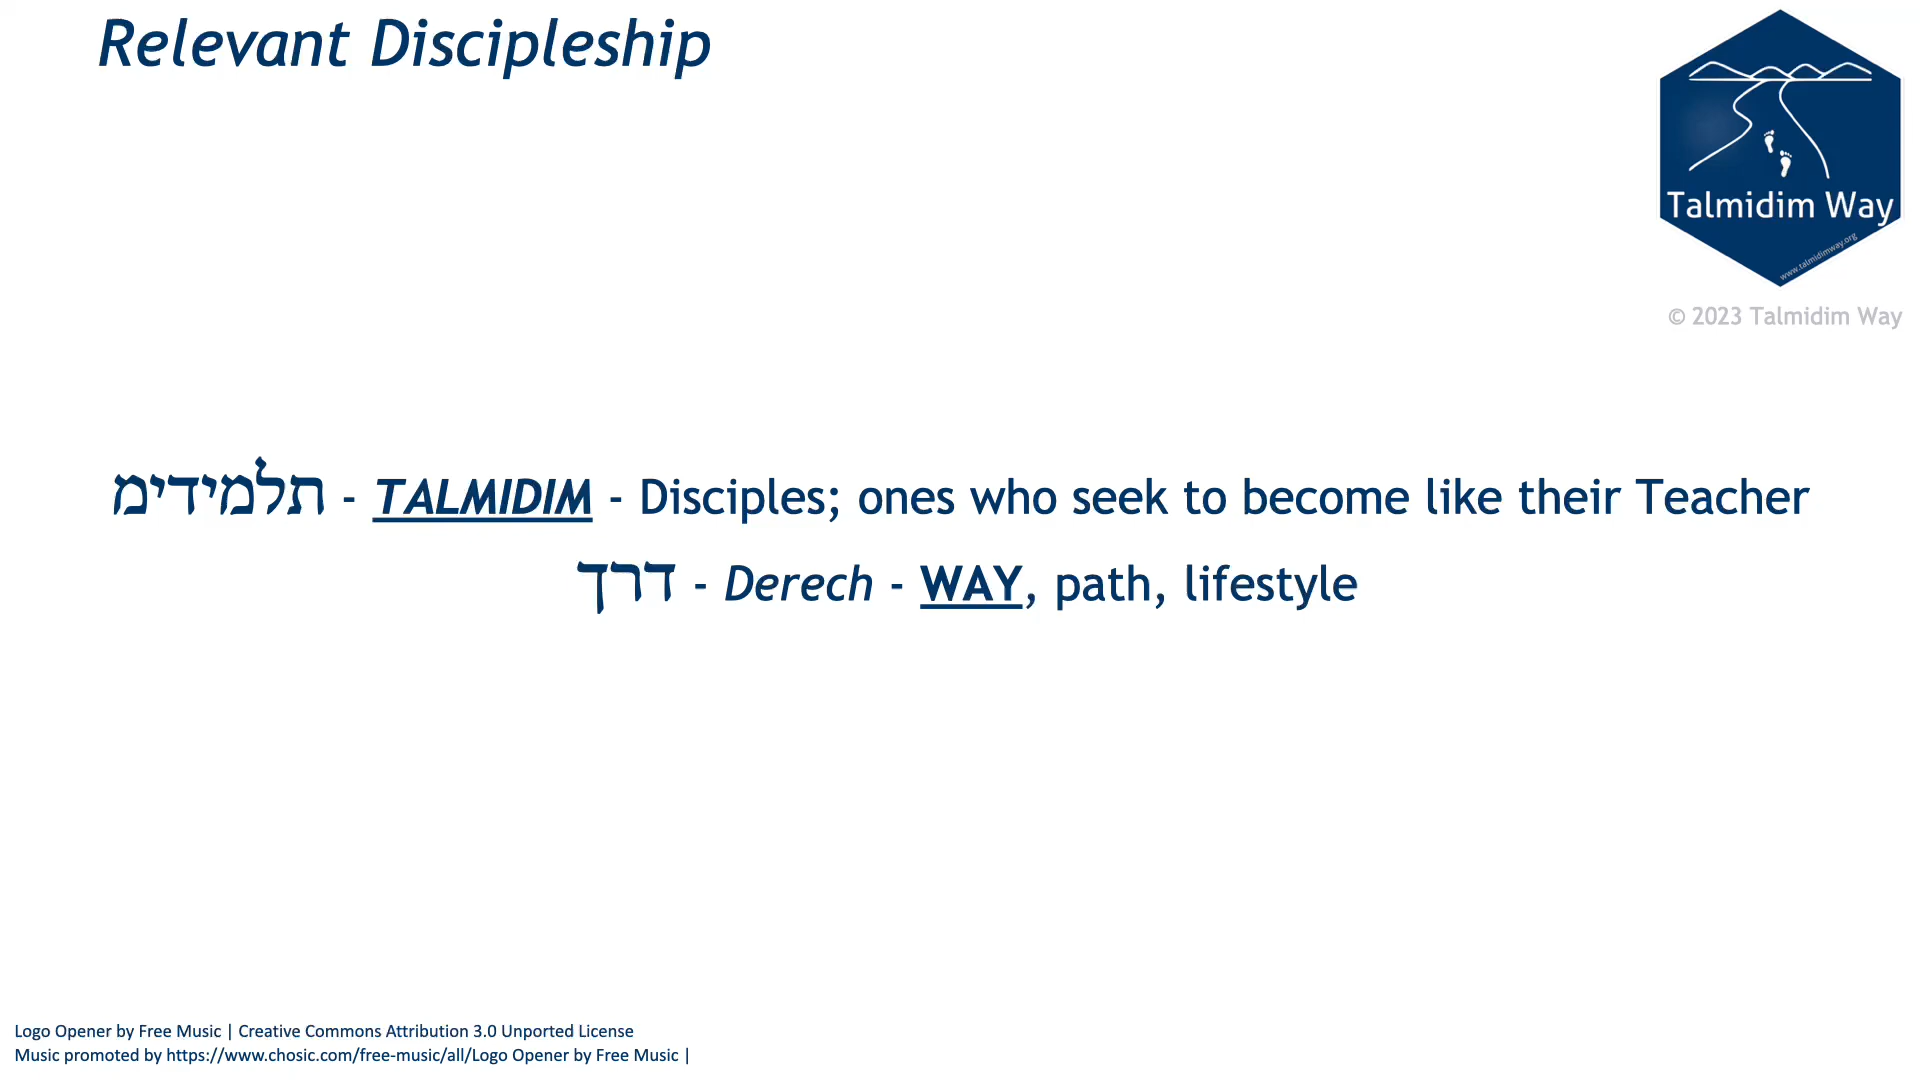 Relevant Discipleship
Talmidim Way
www.talmidimway.org
© 2023 Talmidim Way
תלמידימ - TALMIDIM - Disciples; ones who seek to become like their Teacher
דרך - Derech - WAY, path, lifestyle
Logo Opener by Free Music | Creative Commons Attribution 3.0 Unported License
Music promoted by https://www.chosic.com/free-music/all/Logo Opener by Free Music |